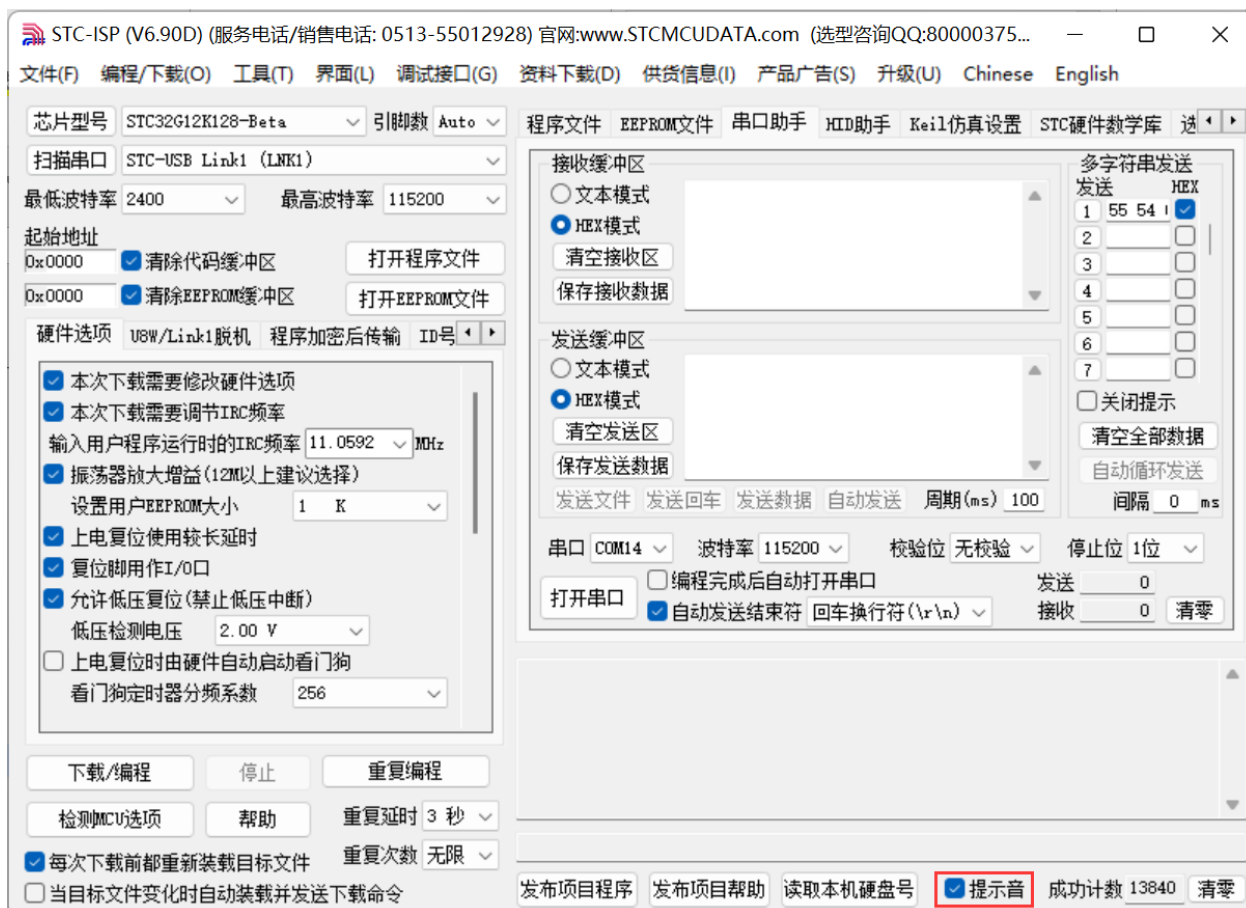 STC-ISP (V6.90D) (服务电话/销售电话: 0513-55012928) 官网:www.STCMCUDATA.com (选型咨询QQ:80000375...
文件(F) 编程/下载(O) 工具(T) 界面(L) 调试接口(G) 资料下载(D) 供货信息(I) 产品广告(S) 升级(U) Chinese English
芯片型号 STC32G12K128-Beta 引脚数 Auto
扫描串口 STC-USB Link1 (LNK1)
最低波特率 2400 最高波特率 115200
起始地址
0x0000 清除代码缓冲区 打开程序文件
0x0000 清除EEPROM缓冲区 打开EEPROM文件
硬件选项 U8W/Link1脱机 程序加密后传输 ID号
本次下载需要修改硬件选项
本次下载需要调节IRC频率
输入用户程序运行时的IRC频率 11.0592 MHz
振荡器放大增益(12M以上建议选择)
设置用户EEPROM大小 1 K
上电复位使用较长延时
复位脚用作I/O口
允许低压复位(禁止低压中断)
低压检测电压 2.00 V
上电复位时由硬件自动启动看门狗
看门狗定时器分频系数 256
下载/编程 停止 重复编程
检测MCU选项 帮助 重复延时 3 秒
每次下载前都重新装载目标文件 重复次数 无限
当目标文件变化时自动装载并发送下载命令
程序文件 EEPROM文件 串口助手 HID助手 Keil仿真设置 STC硬件数学库
接收缓冲区
文本模式
HEX模式
清空接收区
保存接收数据
发送缓冲区
文本模式
HEX模式
清空发送区
保存发送数据
发送文件 发送回车 发送数据 自动发送 周期(ms) 100
多字符串发送
发送 HEX
1 55 54
2
3
4
5
6
7
关闭提示
清空全部数据
自动循环发送
间隔 0 ms
串口 COM14 波特率 115200 校验位 无校验 停止位 1位
打开串口 编程完成后自动打开串口 发送 0
自动发送结束符 回车换行符(\r\n) 接收 0 清零
发布项目程序 发布项目帮助 读取本机硬盘号 提示音 成功计数 13840 清零